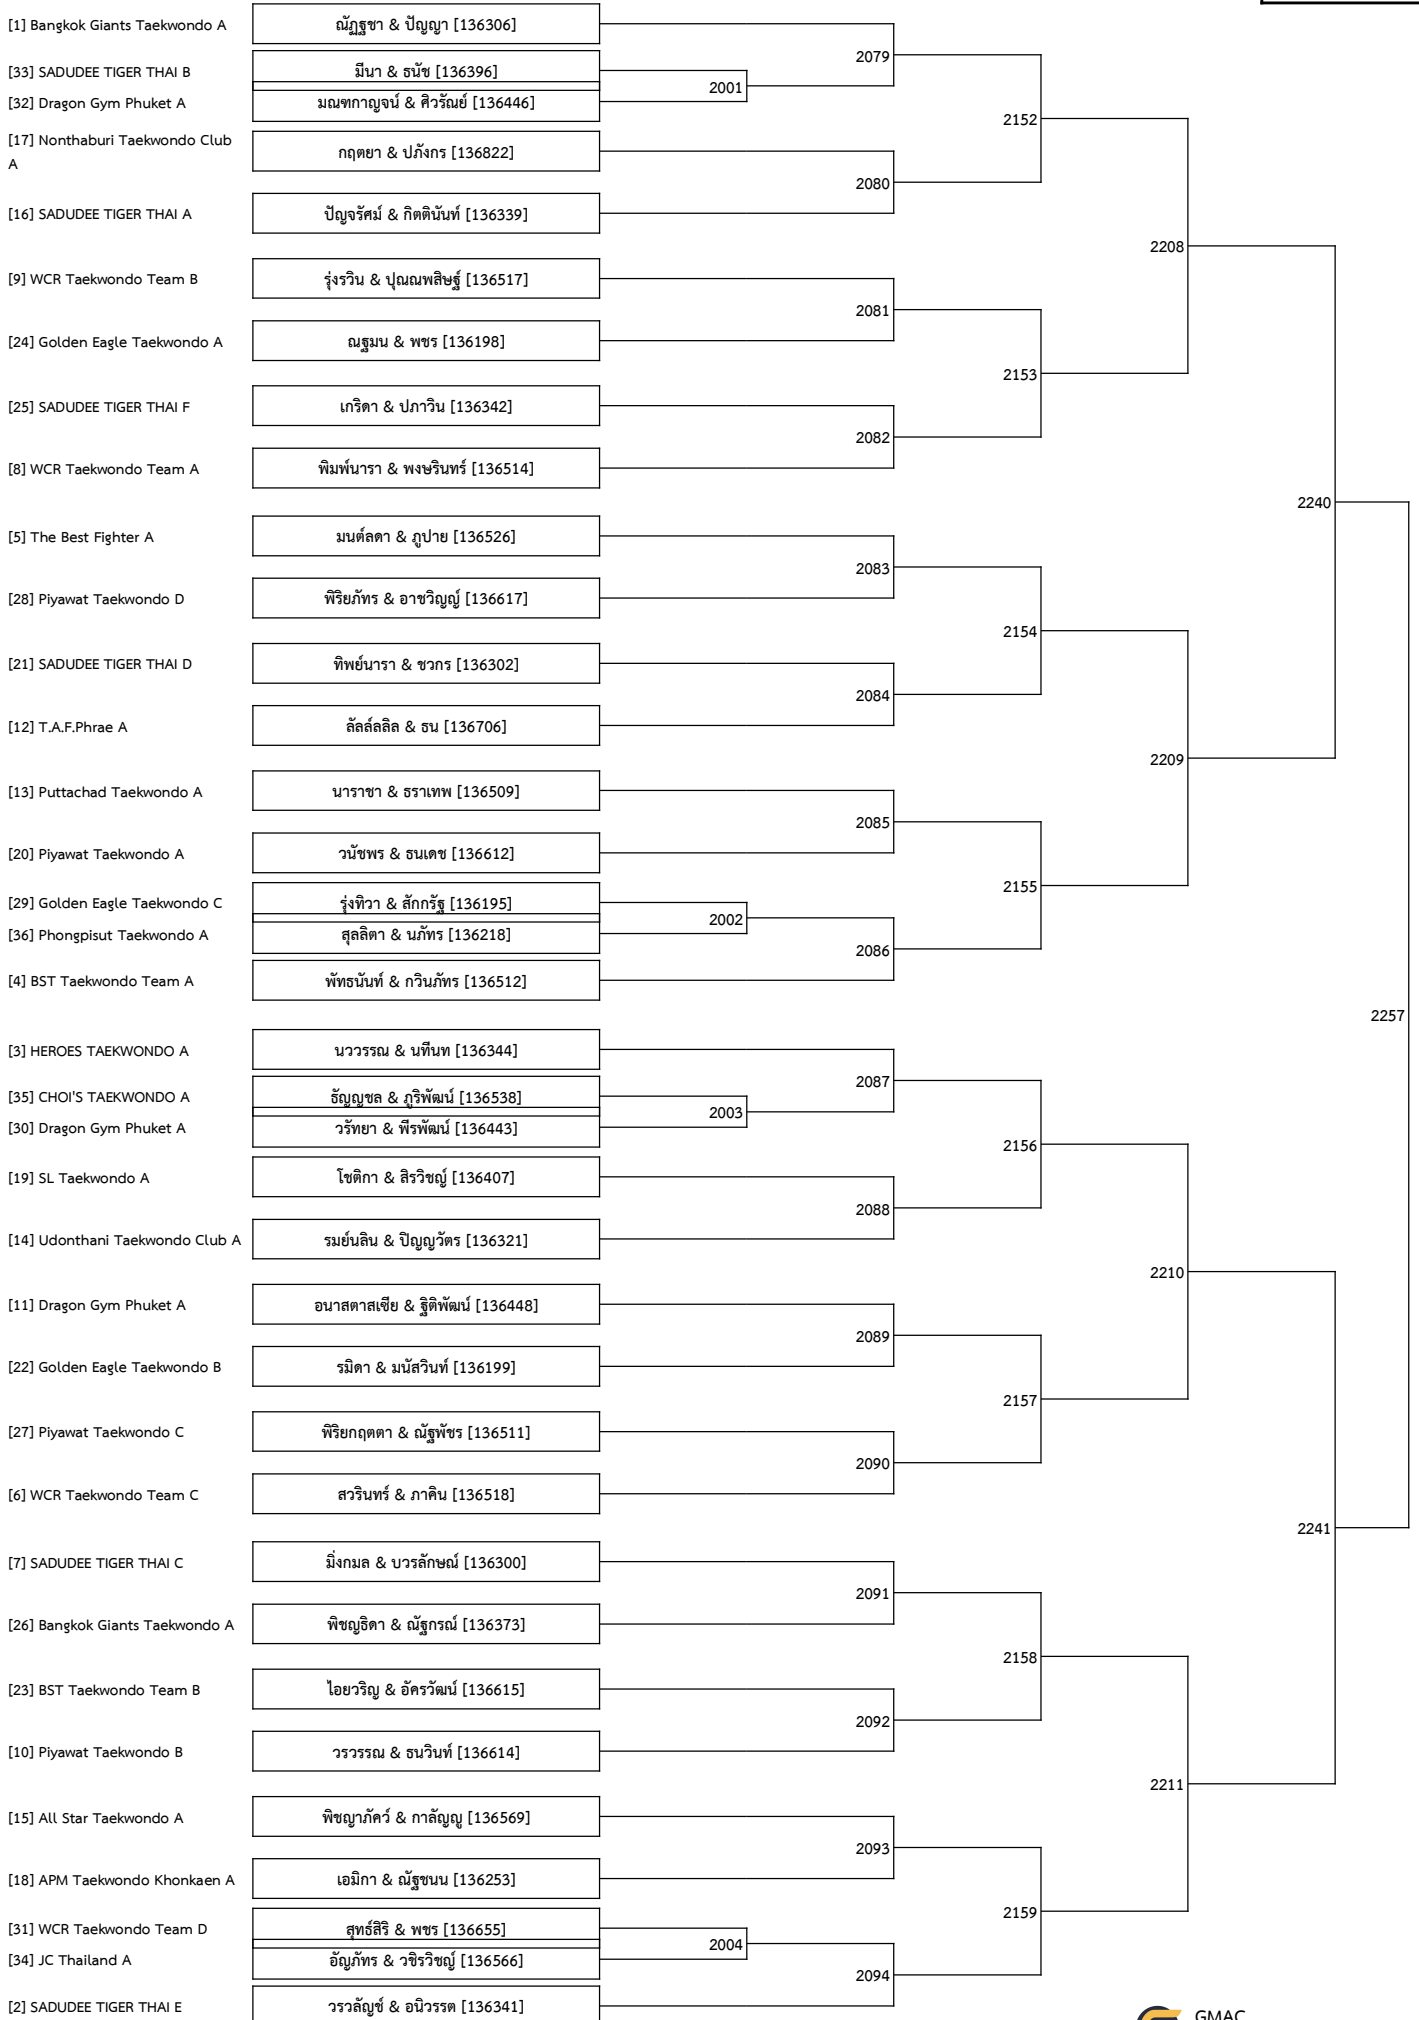 [1] Bangkok Giants Taekwondo A
ณัฏฐชา & ปัญญา [136306]
2079
[33] SADUDEE TIGER THAI B
มีนา & ธนัช [136396]
2001
[32] Dragon Gym Phuket A
มณฑกาญจน์ & ศิวรัณย์ [136446]
2152
[17] Nonthaburi Taekwondo Club
A
กฤตยา & ปภังกร [136822]
2080
[16] SADUDEE TIGER THAI A
ปัญจรัศม์ & กิตตินันท์ [136339]
2208
[9] WCR Taekwondo Team B
รุ่งรวิน & ปุณณพสิษฐ์ [136517]
2081
[24] Golden Eagle Taekwondo A
ณฐมน & พชร [136198]
2153
[25] SADUDEE TIGER THAI F
เกริดา & ปภาวิน [136342]
2082
[8] WCR Taekwondo Team A
พิมพ์นารา & พงษรินทร์ [136514]
2240
[5] The Best Fighter A
มนต์ลดา & ภูปาย [136526]
2083
[28] Piyawat Taekwondo D
พิริยภัทร & อาชวิญญ์ [136617]
2154
[21] SADUDEE TIGER THAI D
ทิพย์นารา & ชวกร [136302]
2084
[12] T.A.F.Phrae A
ลัลล์ลลิล & ธน [136706]
2209
[13] Puttachad Taekwondo A
นาราชา & ธราเทพ [136509]
2085
[20] Piyawat Taekwondo A
วนัชพร & ธนเดช [136612]
2155
[29] Golden Eagle Taekwondo C
รุ่งทิวา & สักกรัฐ [136195]
2002
[36] Phongpisut Taekwondo A
สุลลิตา & นภัทร [136218]
2086
[4] BST Taekwondo Team A
พัทธนันท์ & กวินภัทร [136512]
2257
[3] HEROES TAEKWONDO A
นววรรณ & นทีนท [136344]
2087
[35] CHOI'S TAEKWONDO A
ธัญญชล & ภูริพัฒน์ [136538]
2003
[30] Dragon Gym Phuket A
วรัทยา & พีรพัฒน์ [136443]
2156
[19] SL Taekwondo A
โชติกา & สิรวิชญ์ [136407]
2088
[14] Udonthani Taekwondo Club A
รมย์นลิน & ปิญญวัตร [136321]
2210
[11] Dragon Gym Phuket A
อนาสตาสเซีย & ฐิติพัฒน์ [136448]
2089
[22] Golden Eagle Taekwondo B
รมิดา & มนัสวินท์ [136199]
2157
[27] Piyawat Taekwondo C
พิริยกฤตตา & ณัฐพัชร [136511]
2090
[6] WCR Taekwondo Team C
สวรินทร์ & ภาคิน [136518]
2241
[7] SADUDEE TIGER THAI C
มิ่งกมล & บวรลักษณ์ [136300]
2091
[26] Bangkok Giants Taekwondo A
พิชญธิดา & ณัฐกรณ์ [136373]
2158
[23] BST Taekwondo Team B
ไอยวริญ & อัครวัฒน์ [136615]
2092
[10] Piyawat Taekwondo B
วรวรรณ & ธนวินท์ [136614]
2211
[15] All Star Taekwondo A
พิชญาภัคว์ & กาลัญญู [136569]
2093
[18] APM Taekwondo Khonkaen A
เอมิกา & ณัฐชนน [136253]
2159
[31] WCR Taekwondo Team D
สุทธ์สิริ & พชร [136655]
2004
[34] JC Thailand A
อัญภัทร & วชิรวิชญ์ [136566]
2094
[2] SADUDEE TIGER THAI E
วรวลัญช์ & อนิวรรต [136341]
GMAC